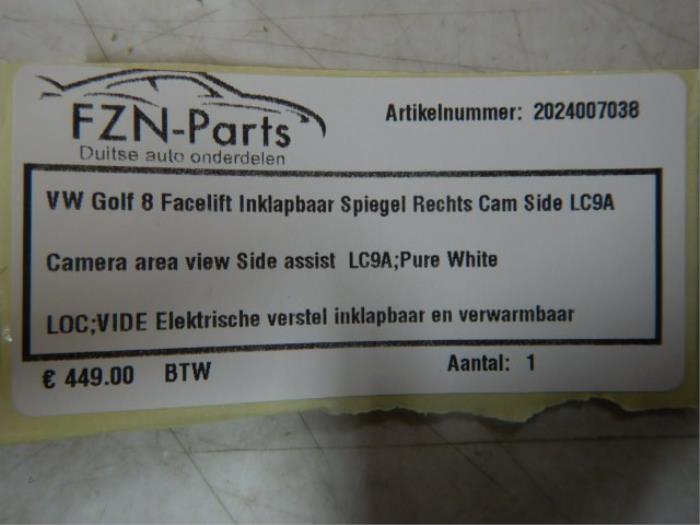 FZN-Parts
Duitse auto onderdelen
Artikelnummer: 2024007038
VW Golf 8 Facelift Inklapbaar Spiegel Rechts Cam Side LC9A
Camera area view Side assist LC9A;Pure White
LOC;VIDE Elektrische verstel inklapbaar en verwarmbaar
€ 449.00 BTW Aantal: 1